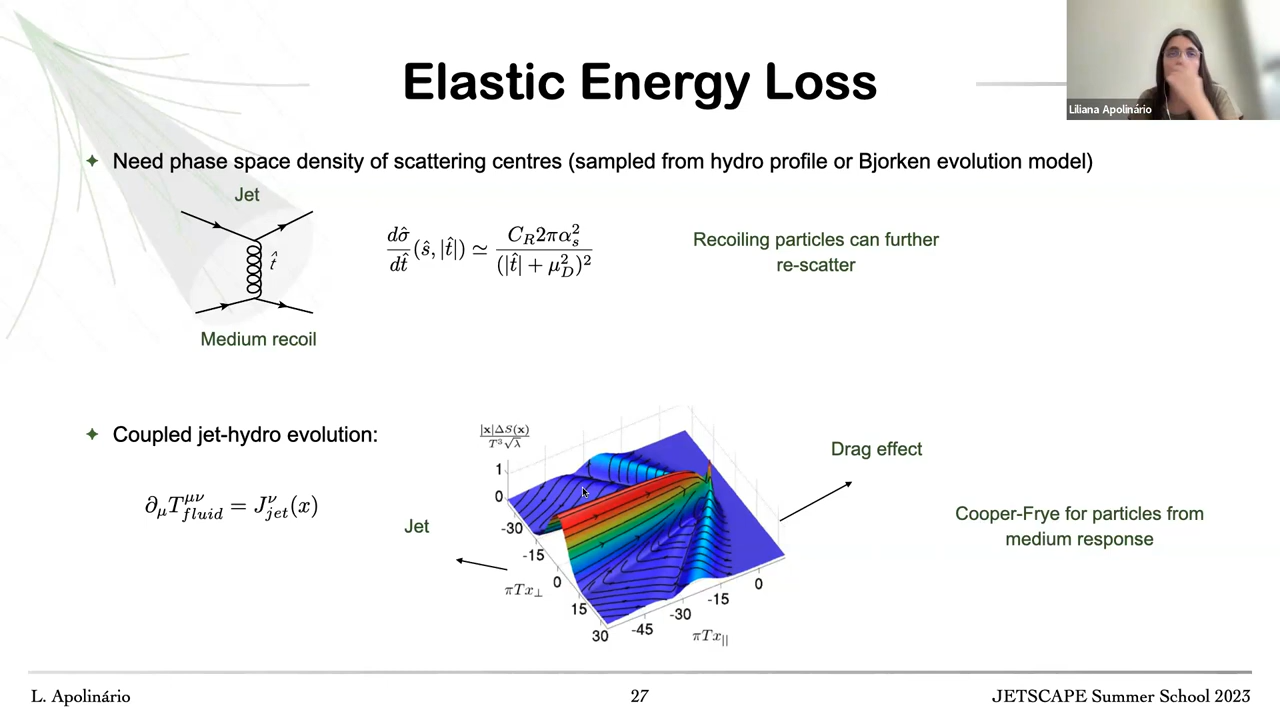 Elastic Energy Loss
Liliana Apolinário
✦ Need phase space density of scattering centres (sampled from hydro profile or Bjorken evolution model)
Jet
t̂
Medium recoil
dσ̂/dt̂ (ŝ, |t̂|) ≃ C_R 2πα_s^2 / (|t̂| + μ_D^2)^2
Recoiling particles can further
re-scatter
✦ Coupled jet-hydro evolution:
∂_μ T^{μν}_{fluid} = J^ν_{jet}(x)
|x|ΔS(x) / T^3√λ
1
0
-30
-15
0
15
30
πTx_⊥
-45
-30
-15
0
πTx_||
Jet
Drag effect
Cooper-Frye for particles from
medium response
L. Apolinário
27
JETSCAPE Summer School 2023